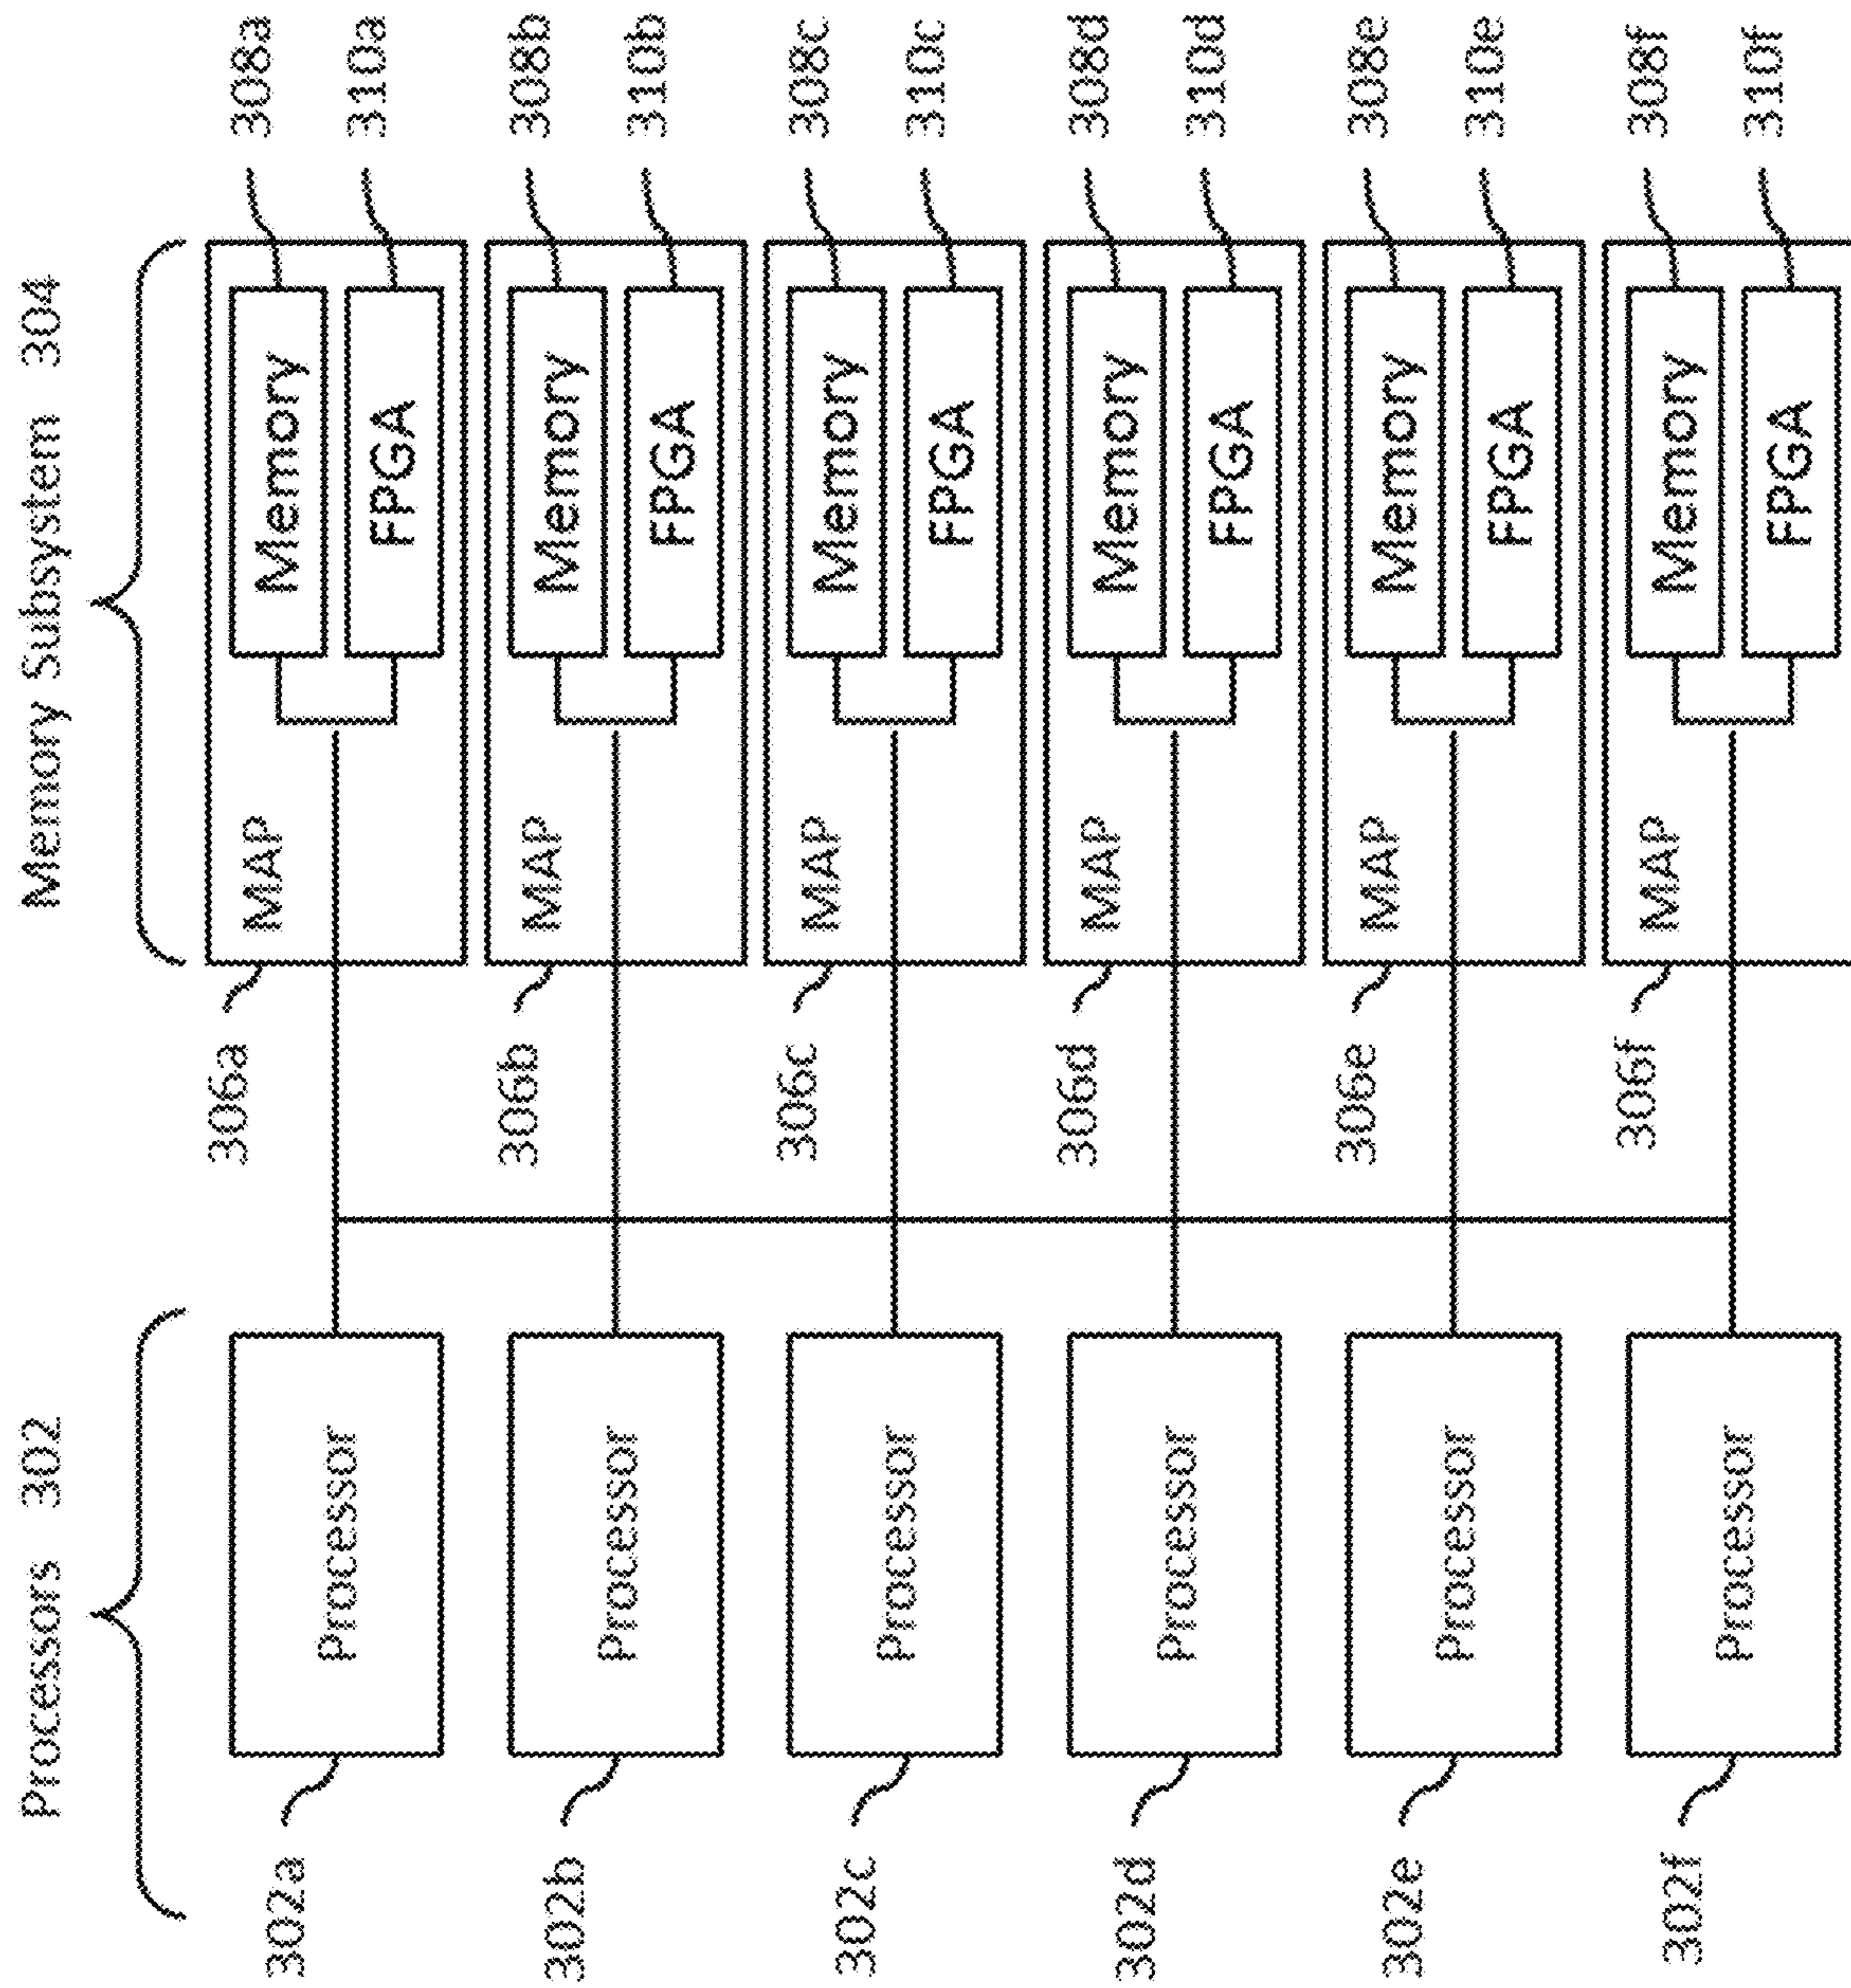 Processors 302
Memory Subsystem 304
302a
Processor
306a
MAP
Memory
308a
FPGA
310a
302b
Processor
306b
MAP
Memory
308b
FPGA
310b
302c
Processor
306c
MAP
Memory
308c
FPGA
310c
302d
Processor
306d
MAP
Memory
308d
FPGA
310d
302e
Processor
306e
MAP
Memory
308e
FPGA
310e
302f
Processor
306f
MAP
Memory
308f
FPGA
310f